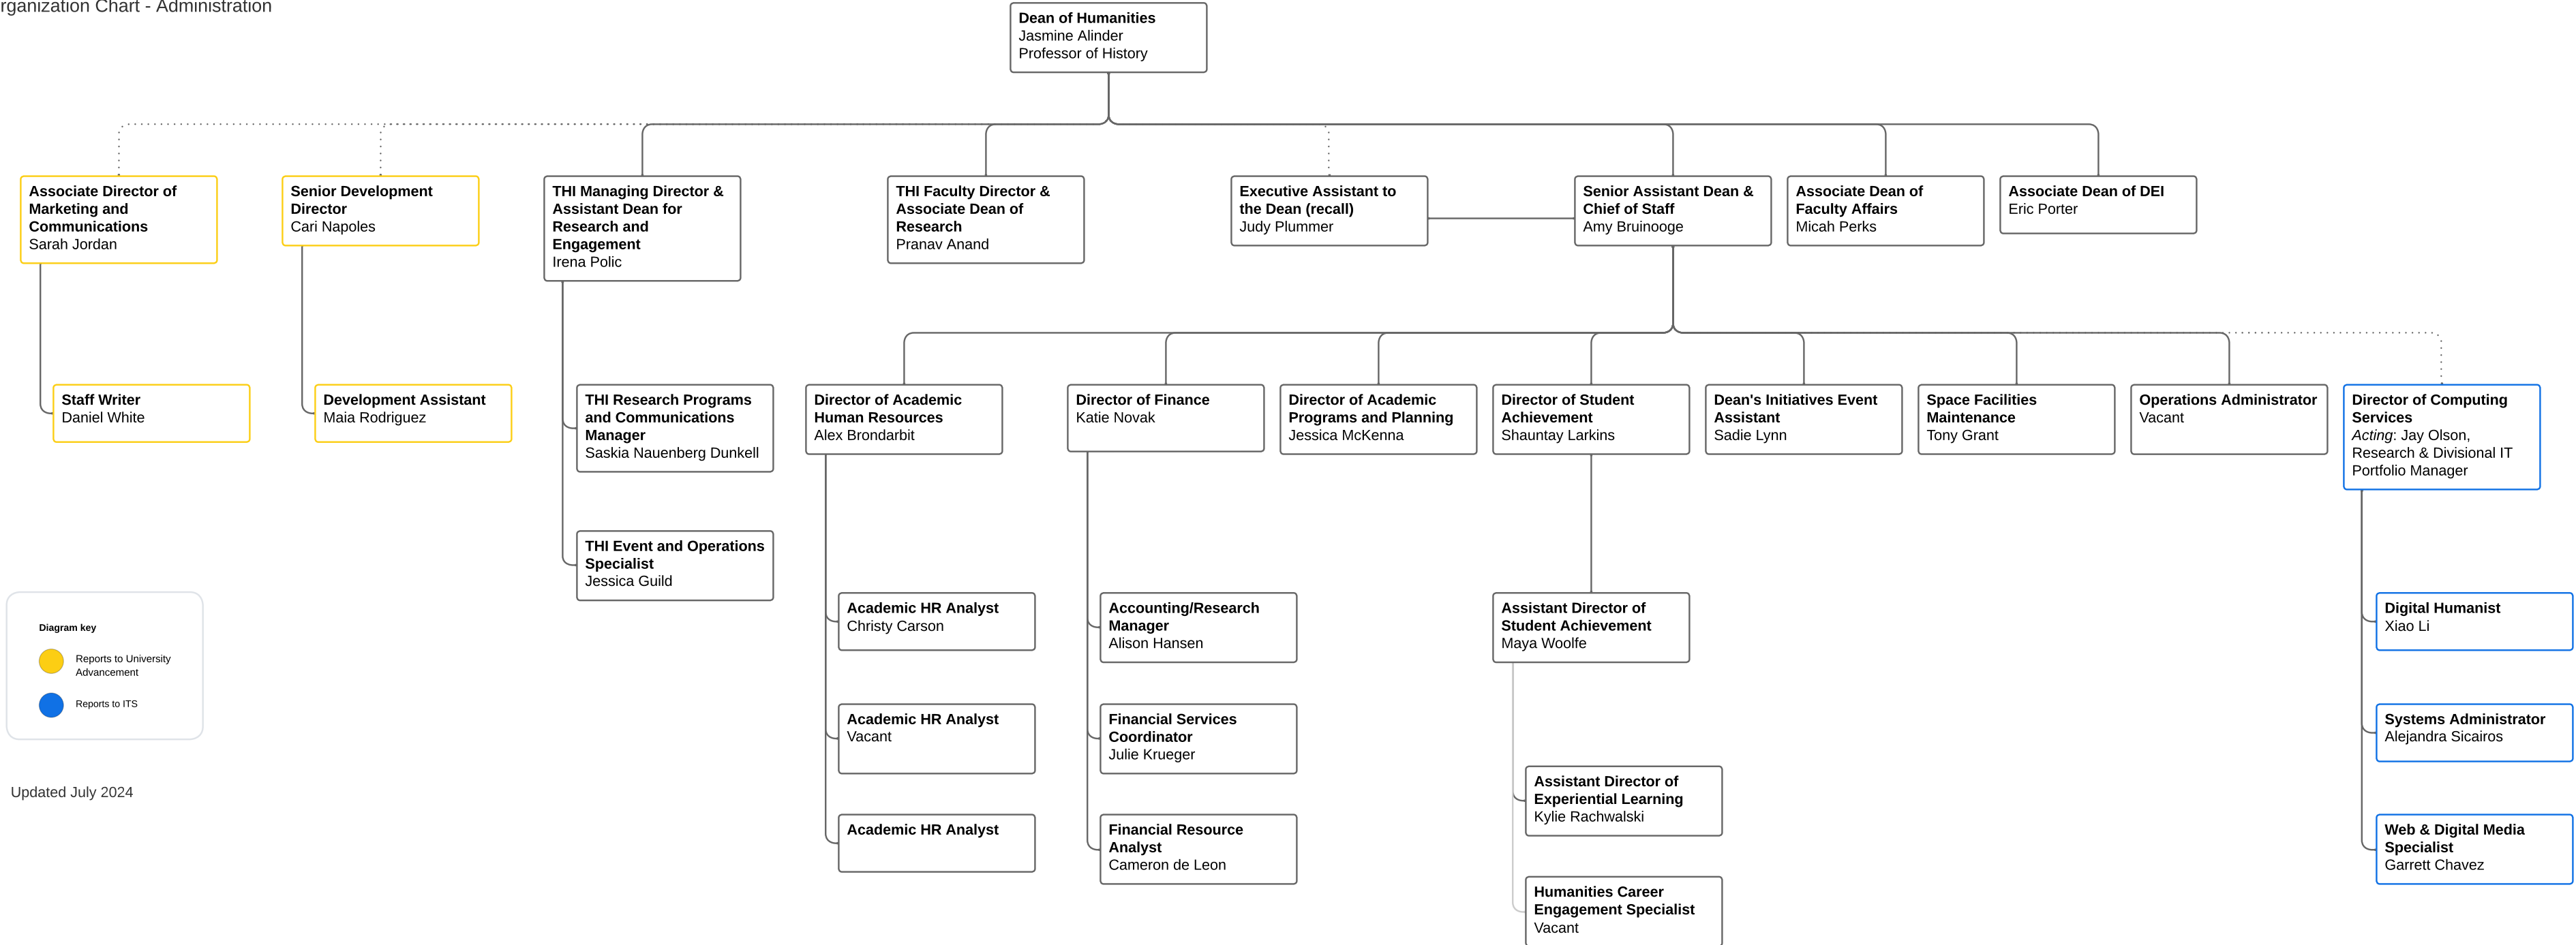 rganization Chart - Administration
Dean of Humanities
Jasmine Alinder
Professor of History
Associate Director of
Marketing and
Communications
Sarah Jordan
Senior Development
Director
Cari Napoles
THI Managing Director &
Assistant Dean for
Research and
Engagement
Irena Polic
THI Faculty Director &
Associate Dean of
Research
Pranav Anand
Executive Assistant to
the Dean (recall)
Judy Plummer
Senior Assistant Dean &
Chief of Staff
Amy Bruinooge
Associate Dean of
Faculty Affairs
Micah Perks
Associate Dean of DEI
Eric Porter
Staff Writer
Daniel White
Development Assistant
Maia Rodriguez
THI Research Programs
and Communications
Manager
Saskia Nauenberg Dunkell
Director of Academic
Human Resources
Alex Brondarbit
Director of Finance
Katie Novak
Director of Academic
Programs and Planning
Jessica McKenna
Director of Student
Achievement
Shauntay Larkins
Dean's Initiatives Event
Assistant
Sadie Lynn
Space Facilities
Maintenance
Tony Grant
Operations Administrator
Vacant
Director of Computing
Services
Acting: Jay Olson,
Research & Divisional IT
Portfolio Manager
THI Event and Operations
Specialist
Jessica Guild
Academic HR Analyst
Christy Carson
Accounting/Research
Manager
Alison Hansen
Assistant Director of
Student Achievement
Maya Woolfe
Digital Humanist
Xiao Li
Diagram key
Reports to University
Advancement
Reports to ITS
Academic HR Analyst
Vacant
Financial Services
Coordinator
Julie Krueger
Systems Administrator
Alejandra Sicairos
Assistant Director of
Experiential Learning
Kylie Rachwalski
Updated July 2024
Academic HR Analyst
Financial Resource
Analyst
Cameron de Leon
Web & Digital Media
Specialist
Garrett Chavez
Humanities Career
Engagement Specialist
Vacant